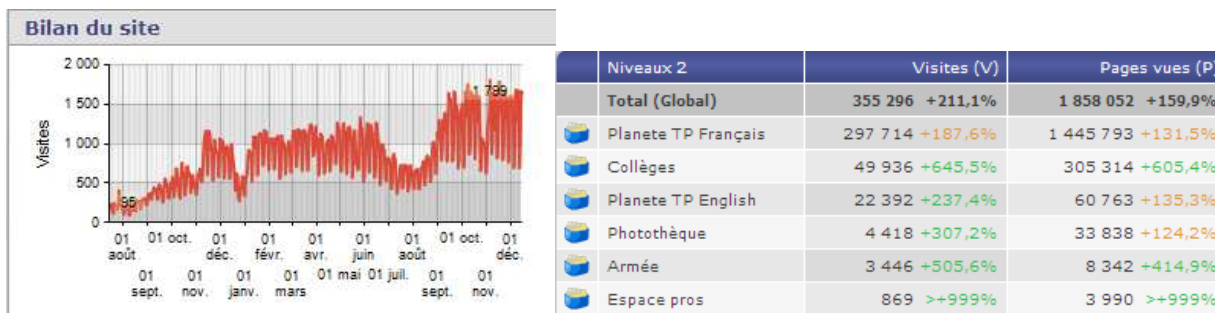 Bilan du site
Visites
2 000
1 500
1 000
500
0
95
1 789
01 août
01 sept.
01 oct.
01 nov.
01 déc.
01 janv.
01 févr.
01 mars
01 avr.
01 mai
01 juin
01 juil.
01 août
01 sept.
01 oct.
01 nov.
01 déc.
Niveaux 2 Visites (V) Pages vues (P)
Total (Global) 355 296 +211,1% 1 858 052 +159,9%
Planete TP Français 297 714 +187,6% 1 445 793 +131,5%
Collèges 49 936 +645,5% 305 314 +605,4%
Planete TP English 22 392 +237,4% 60 763 +135,3%
Photothèque 4 418 +307,2% 33 838 +124,2%
Armée 3 446 +505,6% 8 342 +414,9%
Espace pros 869 >+999% 3 990 >+999%